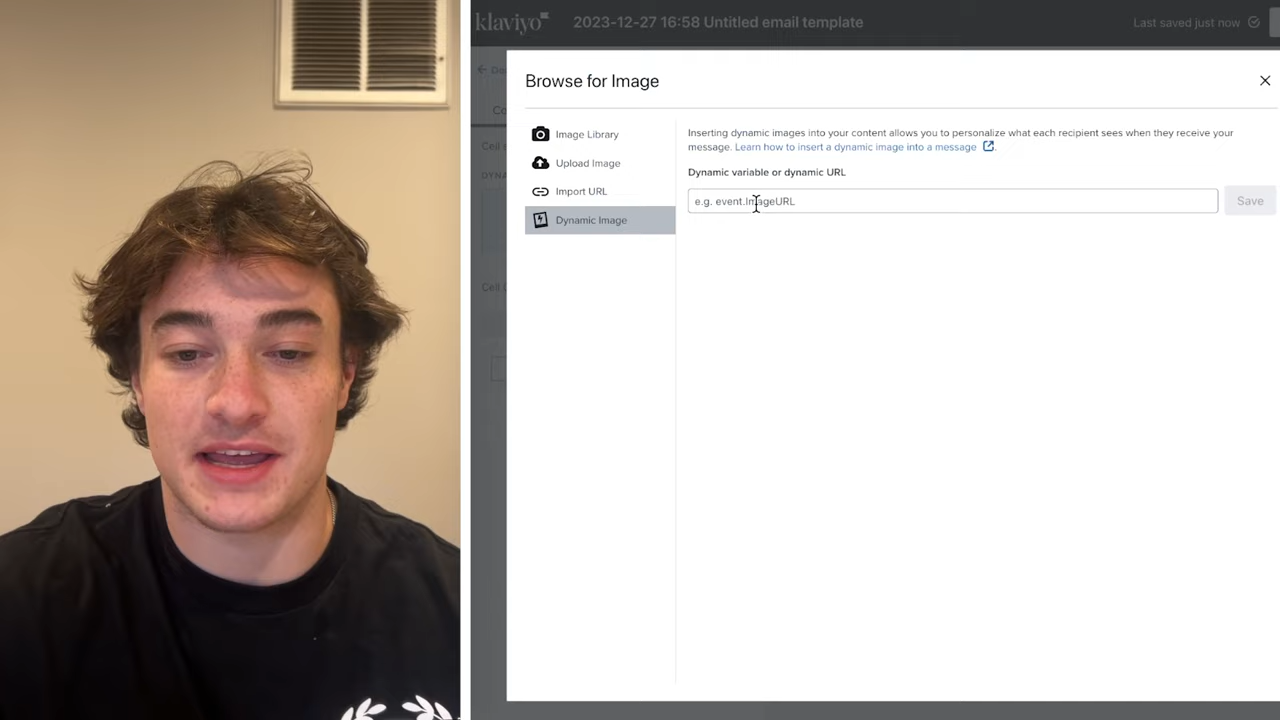 klaviyo
2023-12-27 16:58 Untitled email template
Last saved just now
Browse for Image
Image Library
Upload Image
Import URL
Dynamic Image
Inserting dynamic images into your content allows you to personalize what each recipient sees when they receive your
message. Learn how to insert a dynamic image into a message.
Dynamic variable or dynamic URL
e.g. event.ImageURL
Save